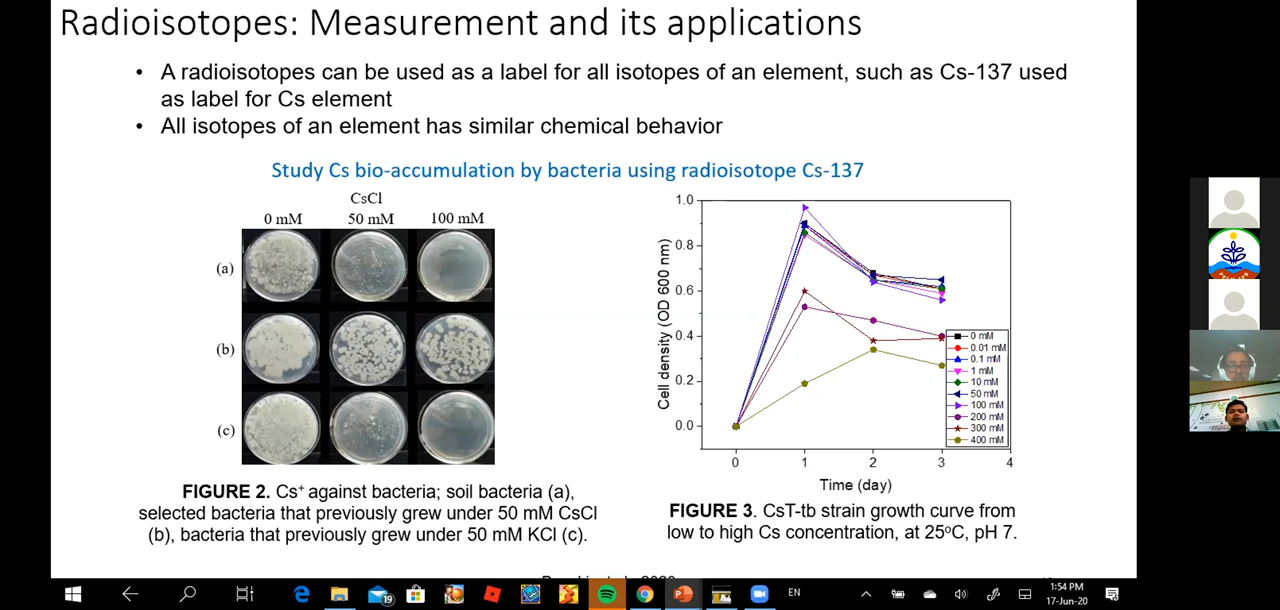 Radioisotopes: Measurement and its applications
• A radioisotopes can be used as a label for all isotopes of an element, such as Cs-137 used
as label for Cs element
• All isotopes of an element has similar chemical behavior
Study Cs bio-accumulation by bacteria using radioisotope Cs-137
CsCl
0 mM 50 mM 100 mM
(a)
(b)
(c)
FIGURE 2. Cs⁺ against bacteria; soil bacteria (a),
selected bacteria that previously grew under 50 mM CsCl
(b), bacteria that previously grew under 50 mM KCl (c).
Cell density (OD 600 nm)
1.0
0.8
0.6
0.4
0.2
0.0
0 1 2 3 4
Time (day)
0 mM
0.01 mM
0.1 mM
1 mM
10 mM
50 mM
100 mM
200 mM
300 mM
400 mM
FIGURE 3. CsT-tb strain growth curve from
low to high Cs concentration, at 25°C, pH 7.
19
EN
1:54 PM
17-Jun-20